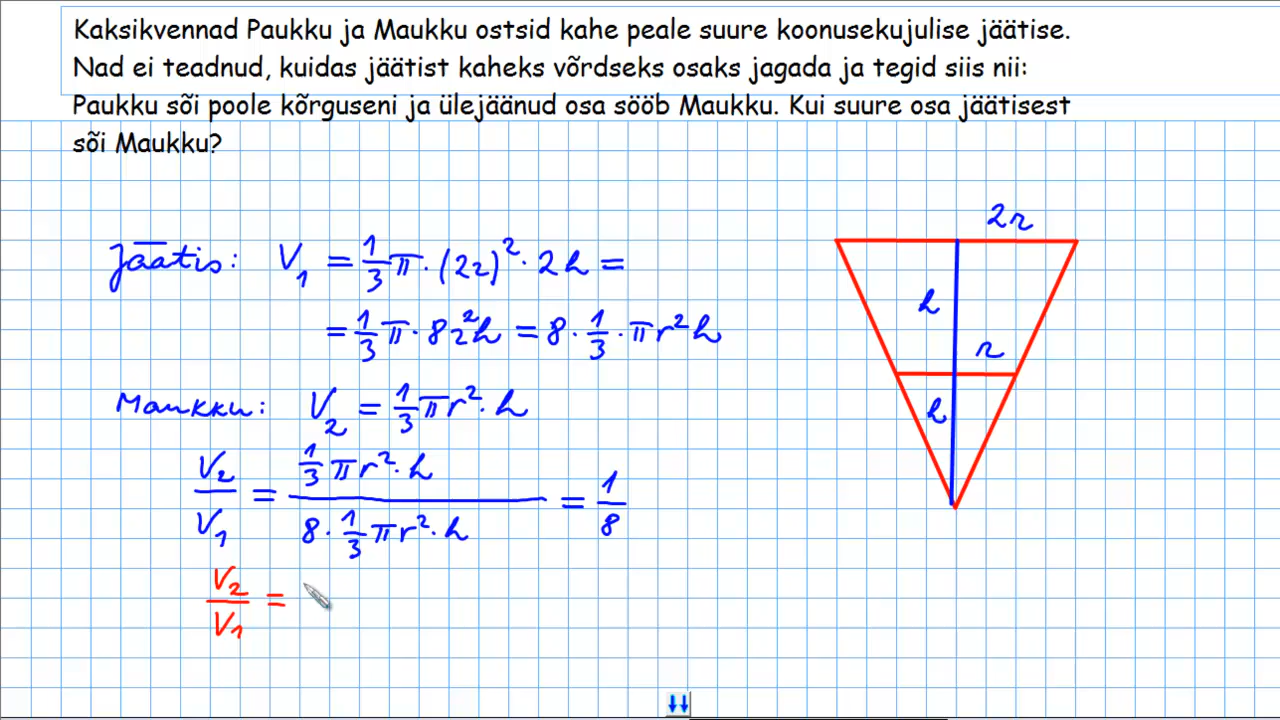 Kaksikvennad Paukku ja Maukku ostsid kahe peale suure koonusekujulise jäätise.
Nad ei teadnud, kuidas jäätist kaheks võrdseks osaks jagada ja tegid siis nii:
Paukku sõi poole kõrguseni ja ülejäänud osa sööb Maukku. Kui suure osa jäätisest
sõi Maukku?
2r
Jäätis: V₁ = 1/3 π · (2r)² · 2h =
h
= 1/3 π · 8r²h = 8 · 1/3 · πr²h
r
Maukku: V₂ = 1/3 πr² · h
h
V₂/V₁ = (1/3 πr² · h)/(8 · 1/3 πr² · h) = 1/8
V₂/V₁ =